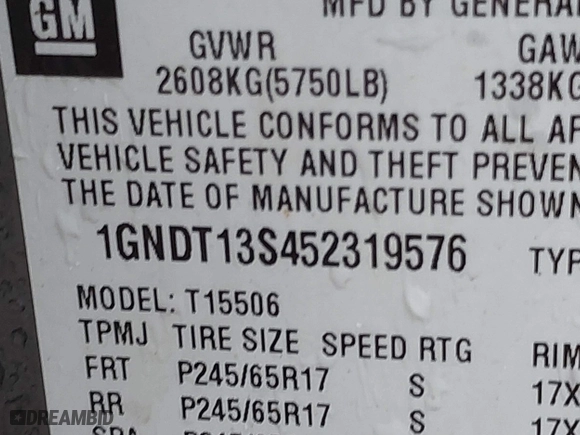 GM
MFD BY GENERA
GVWR GAW
2608KG(5750LB) 1338KG
THIS VEHICLE CONFORMS TO ALL AP
VEHICLE SAFETY AND THEFT PREVEN
THE DATE OF MANUFACTURE SHOWN
1GNDT13S452319576 TYP
MODEL: T15506
TPMJ TIRE SIZE SPEED RTG RIM
FRT P245/65R17 S 17X
RR P245/65R17 S 17X
DREAMBID